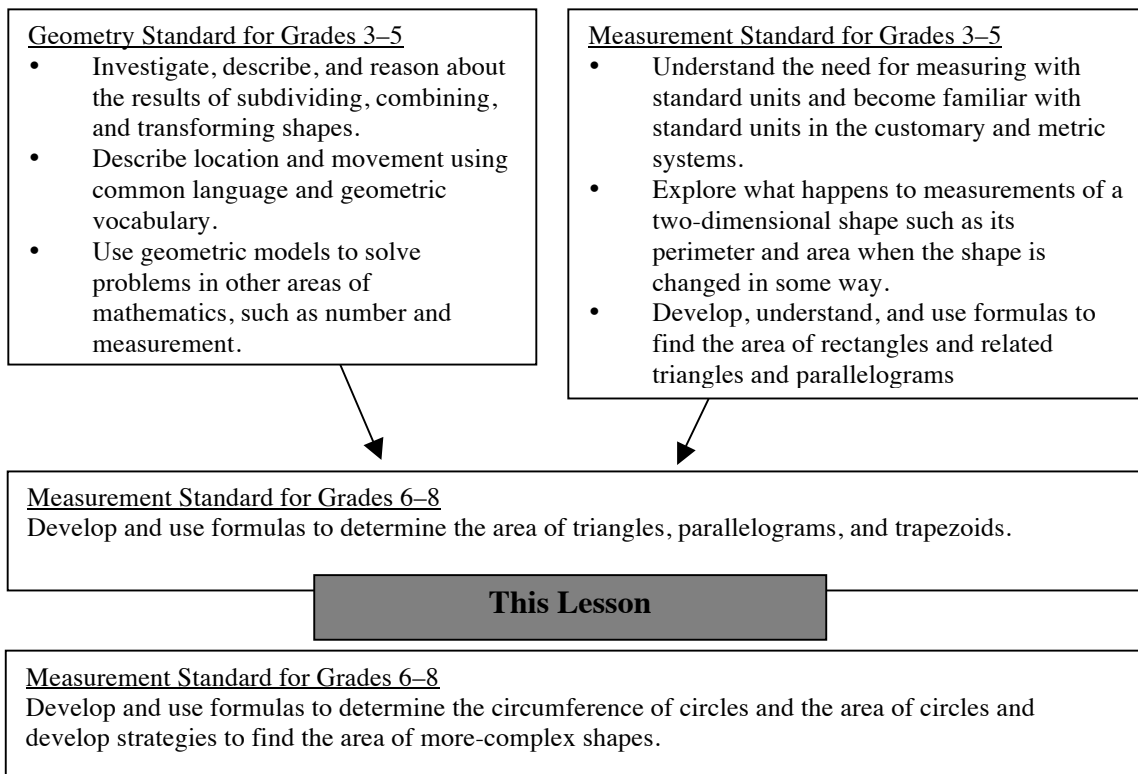 Geometry Standard for Grades 3–5
• Investigate, describe, and reason about
the results of subdividing, combining,
and transforming shapes.
• Describe location and movement using
common language and geometric
vocabulary.
• Use geometric models to solve
problems in other areas of
mathematics, such as number and
measurement.
Measurement Standard for Grades 3–5
• Understand the need for measuring with
standard units and become familiar with
standard units in the customary and metric
systems.
• Explore what happens to measurements of a
two-dimensional shape such as its
perimeter and area when the shape is
changed in some way.
• Develop, understand, and use formulas to
find the area of rectangles and related
triangles and parallelograms
Measurement Standard for Grades 6–8
Develop and use formulas to determine the area of triangles, parallelograms, and trapezoids.
This Lesson
Measurement Standard for Grades 6–8
Develop and use formulas to determine the circumference of circles and the area of circles and
develop strategies to find the area of more-complex shapes.